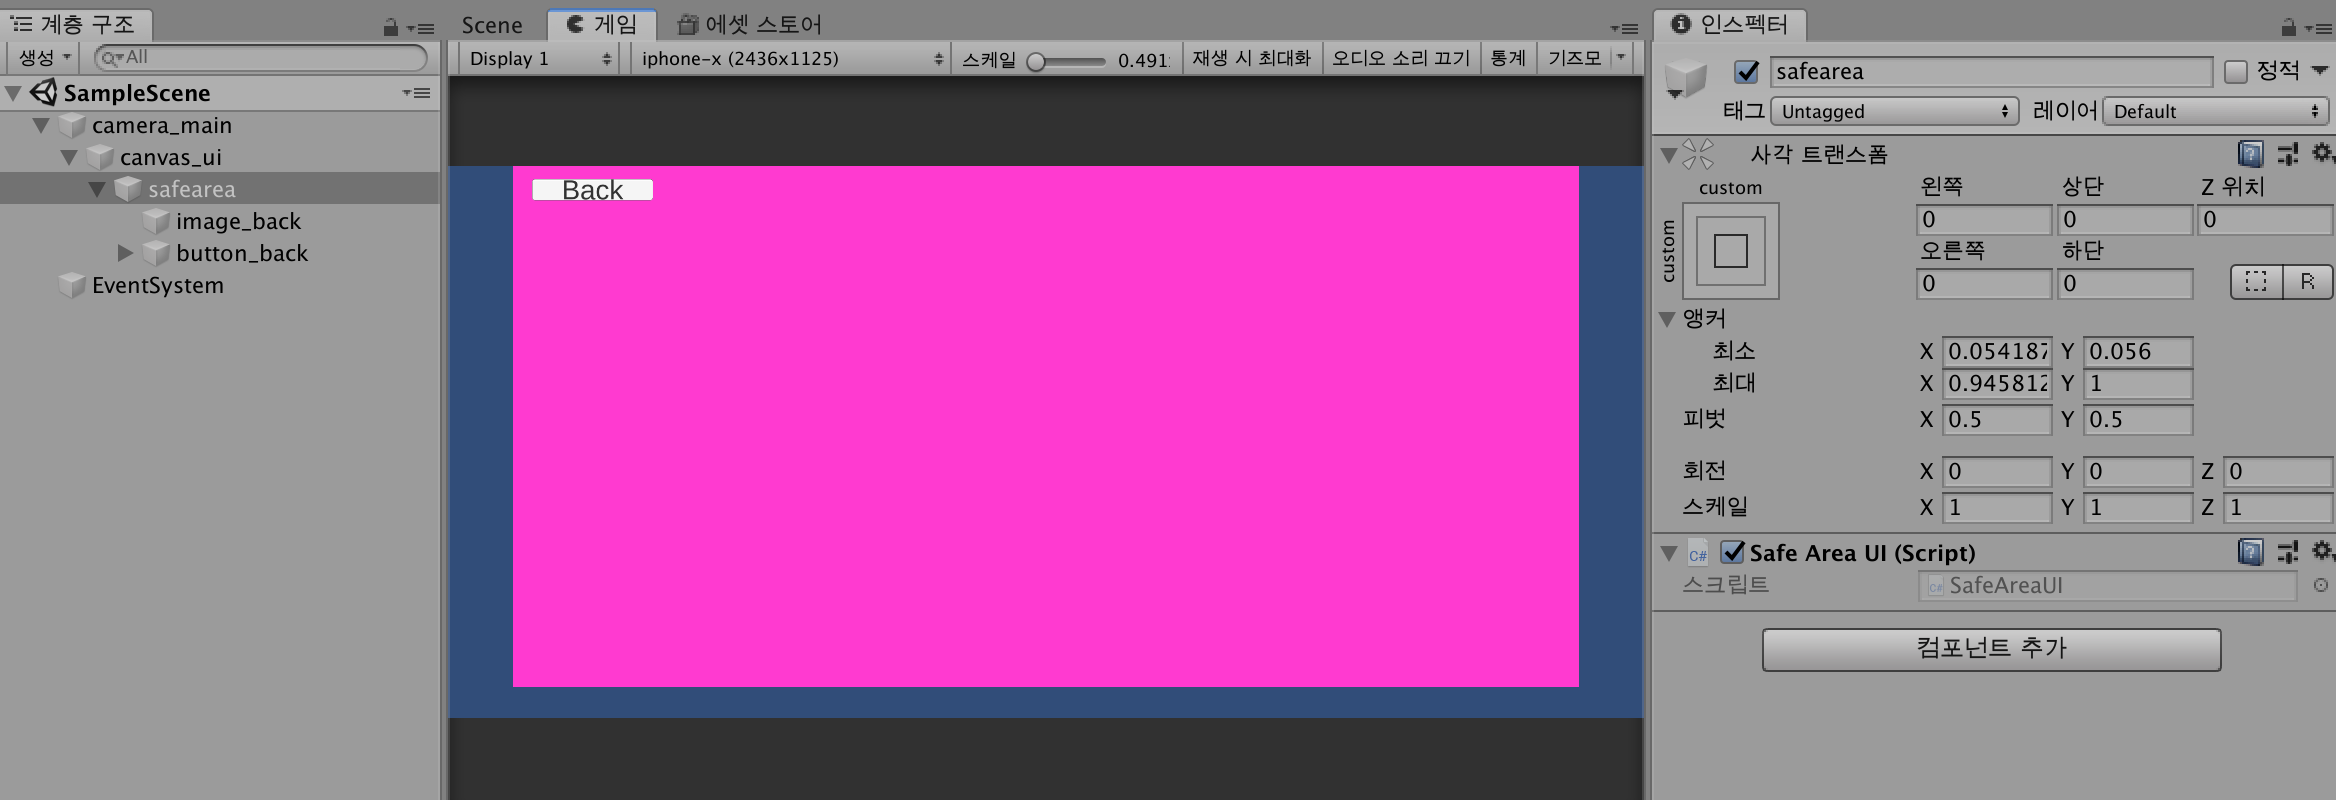 계층 구조
생성
All
SampleScene
camera_main
canvas_ui
safearea
image_back
button_back
EventSystem
Scene
게임
에셋 스토어
Display 1
iphone-x (2436x1125)
스케일
0.491
재생 시 최대화
오디오 소리 끄기
통계
기즈모
Back
인스펙터
safearea
정적
태그
Untagged
레이어
Default
사각 트랜스폼
custom
custom
왼쪽 상단 Z 위치
0 0 0
오른쪽 하단
0 0
R
앵커
최소 X 0.054187 Y 0.056
최대 X 0.945812 Y 1
피벗 X 0.5 Y 0.5
회전 X 0 Y 0 Z 0
스케일 X 1 Y 1 Z 1
C# Safe Area UI (Script)
스크립트 C# SafeAreaUI
컴포넌트 추가